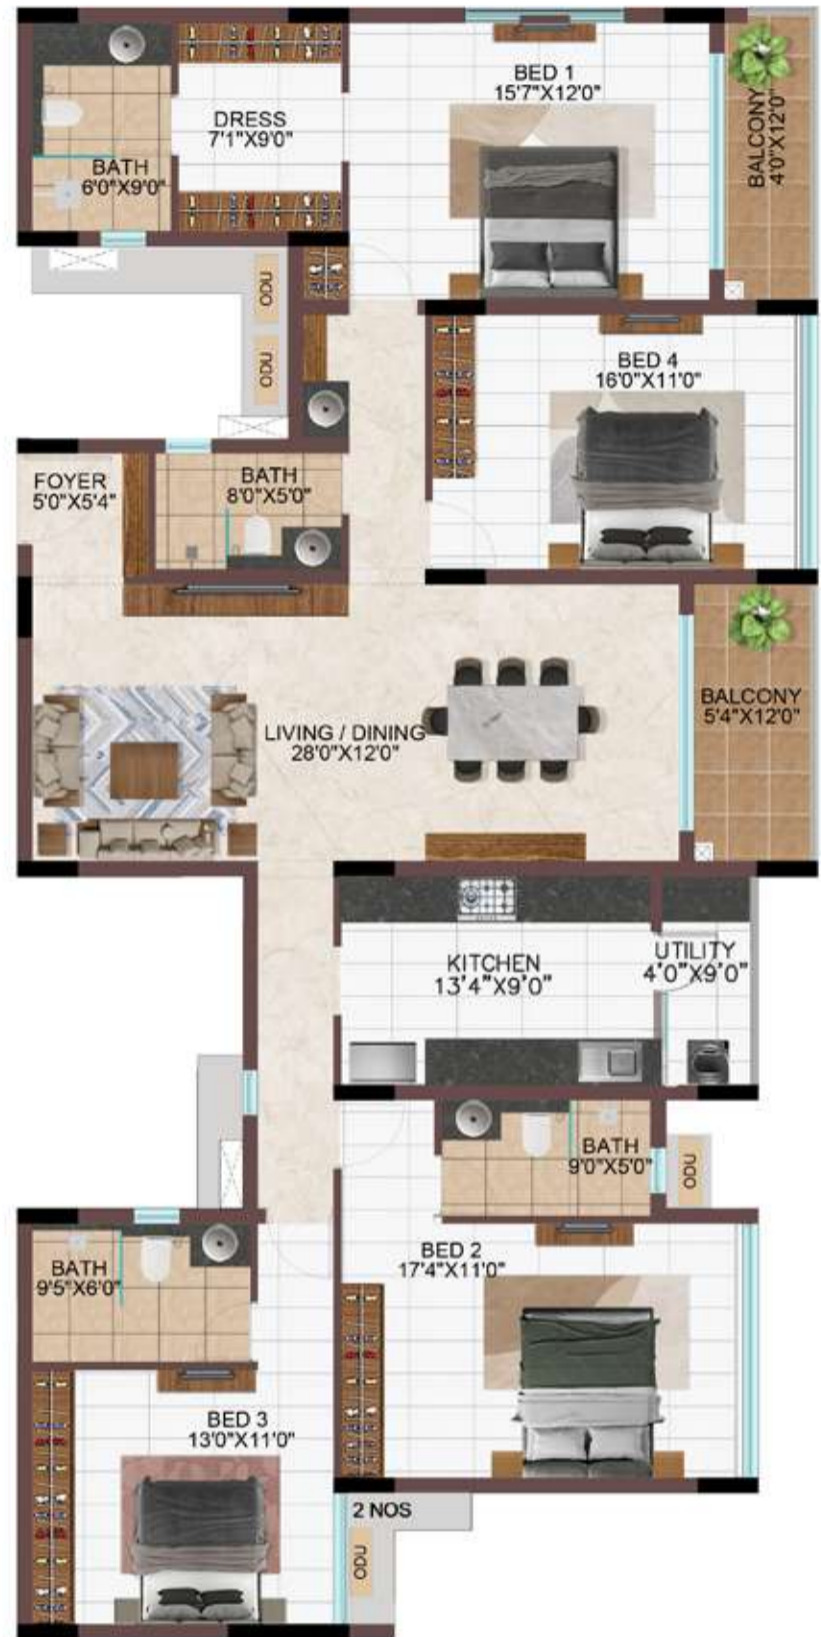 BED 1
15'7"X12'0"
DRESS
7'1"X9'0"
BATH
6'0"X9'0"
BALCONY
4'0"X12'0"
ODU
ODU
BED 4
16'0"X11'0"
FOYER
5'0"X5'4"
BATH
8'0"X5'0"
LIVING / DINING
28'0"X12'0"
BALCONY
5'4"X12'0"
KITCHEN
13'4"X9'0"
UTILITY
4'0"X9'0"
BATH
9'0"X5'0"
ODU
BED 2
17'4"X11'0"
BATH
9'5"X6'0"
BED 3
13'0"X11'0"
2 NOS
ODU